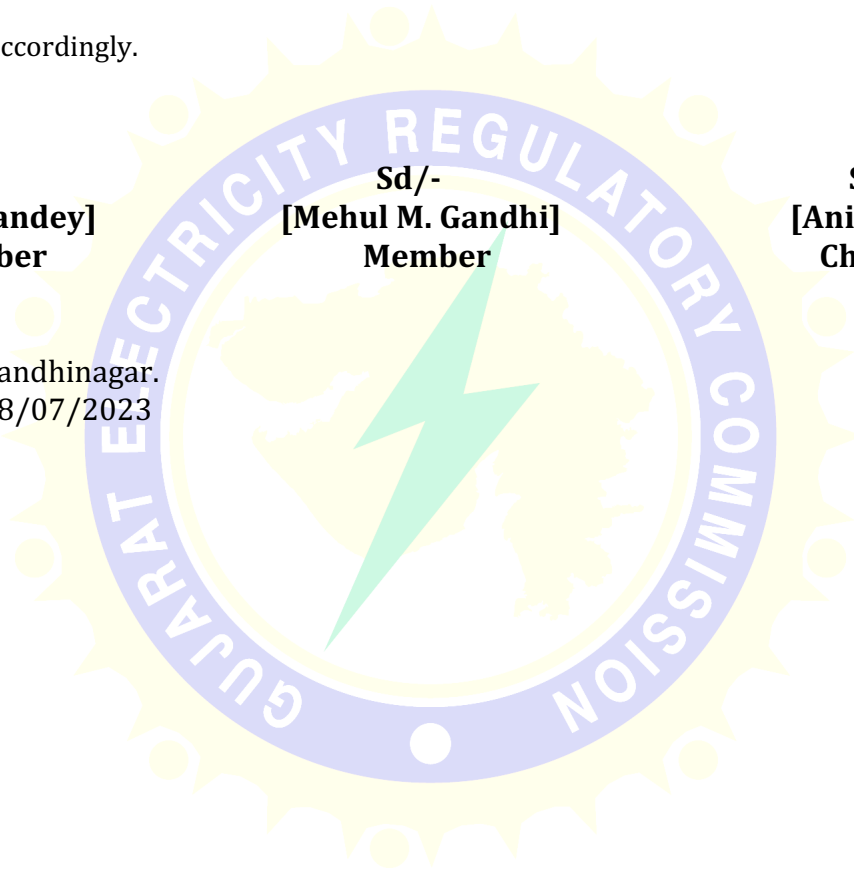 ccordingly.
Sd/- S
andey] [Mehul M. Gandhi] [Ani
ber Member Ch
andhinagar.
8/07/2023
GUJARAT ELECTRICITY REGULATORY COMMISSION